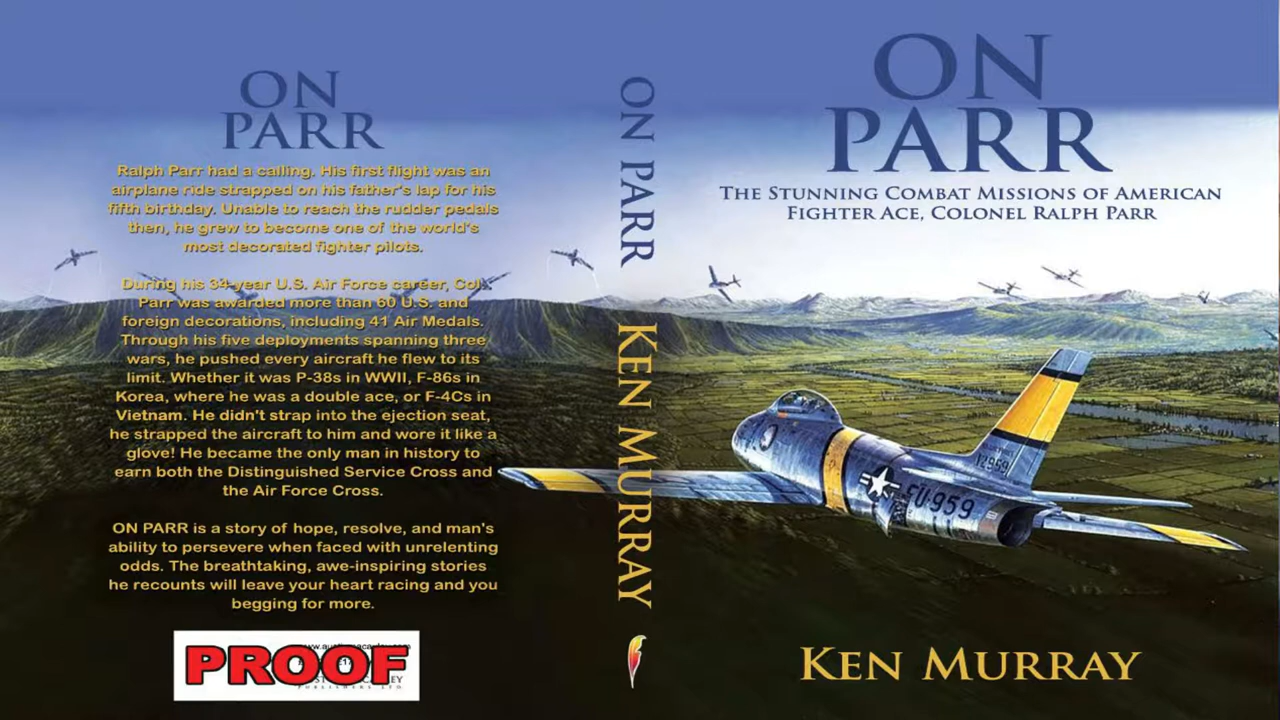 ON
PARR
Ralph Parr had a calling. His first flight was an
airplane ride strapped on his father's lap for his
fifth birthday. Unable to reach the rudder pedals
then, he grew to become one of the world's
most decorated fighter pilots.
During his 34-year U.S. Air Force career, Col.
Parr was awarded more than 60 U.S. and
foreign decorations, including 41 Air Medals.
Through his five deployments spanning three
wars, he pushed every aircraft he flew to its
limit. Whether it was P-38s in WWII, F-86s in
Korea, where he was a double ace, or F-4Cs in
Vietnam. He didn't strap into the ejection seat,
he strapped the aircraft to him and wore it like a
glove! He became the only man in history to
earn both the Distinguished Service Cross and
the Air Force Cross.
ON PARR is a story of hope, resolve, and man's
ability to persevere when faced with unrelenting
odds. The breathtaking, awe-inspiring stories
he recounts will leave your heart racing and you
begging for more.
PROOF
ON PARR
KEN MURRAY
ON
PARR
THE STUNNING COMBAT MISSIONS OF AMERICAN
FIGHTER ACE, COLONEL RALPH PARR
12959
FU-959
KEN MURRAY